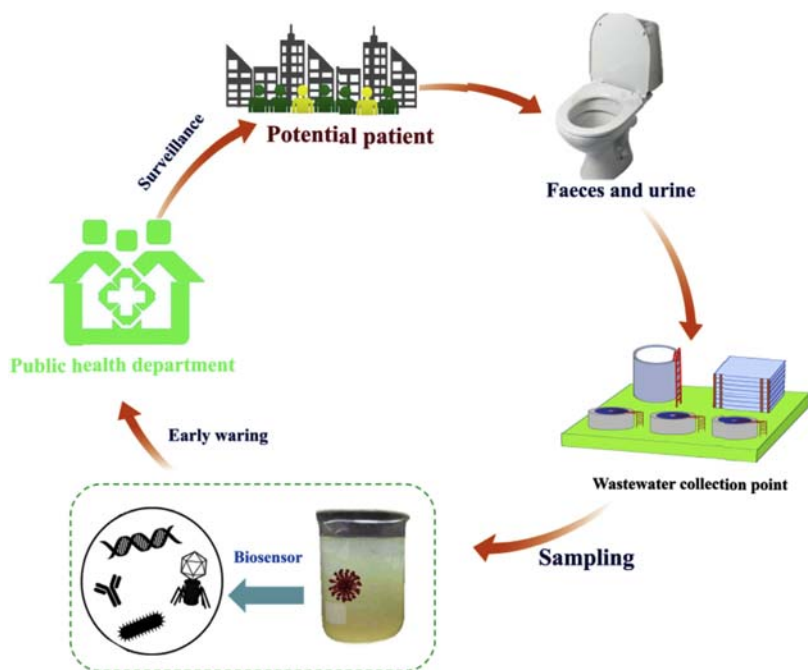 Surveillance
Potential patient
Faeces and urine
Public health department
Wastewater collection point
Early waring
Sampling
Biosensor